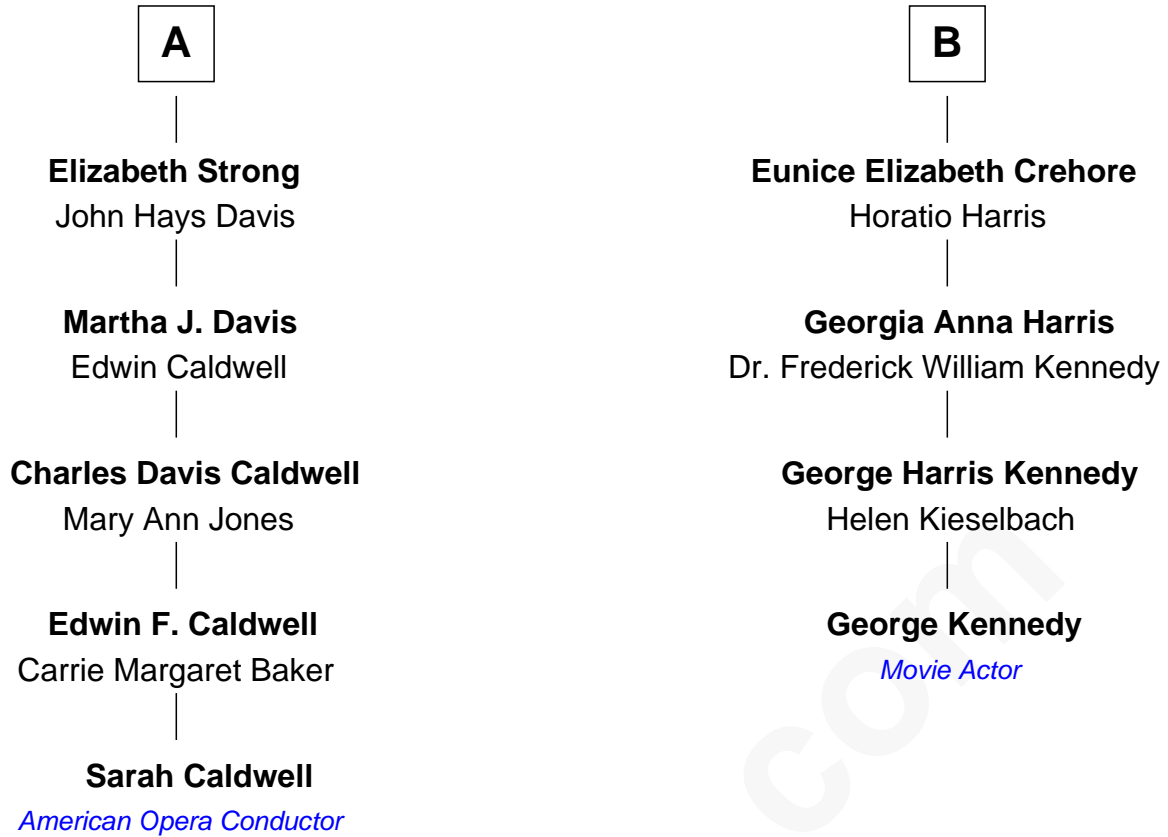 A
Elizabeth Strong
John Hays Davis
Martha J. Davis
Edwin Caldwell
Charles Davis Caldwell
Mary Ann Jones
Edwin F. Caldwell
Carrie Margaret Baker
Sarah Caldwell
American Opera Conductor
B
Eunice Elizabeth Crehore
Horatio Harris
Georgia Anna Harris
Dr. Frederick William Kennedy
George Harris Kennedy
Helen Kieselbach
George Kennedy
Movie Actor
com